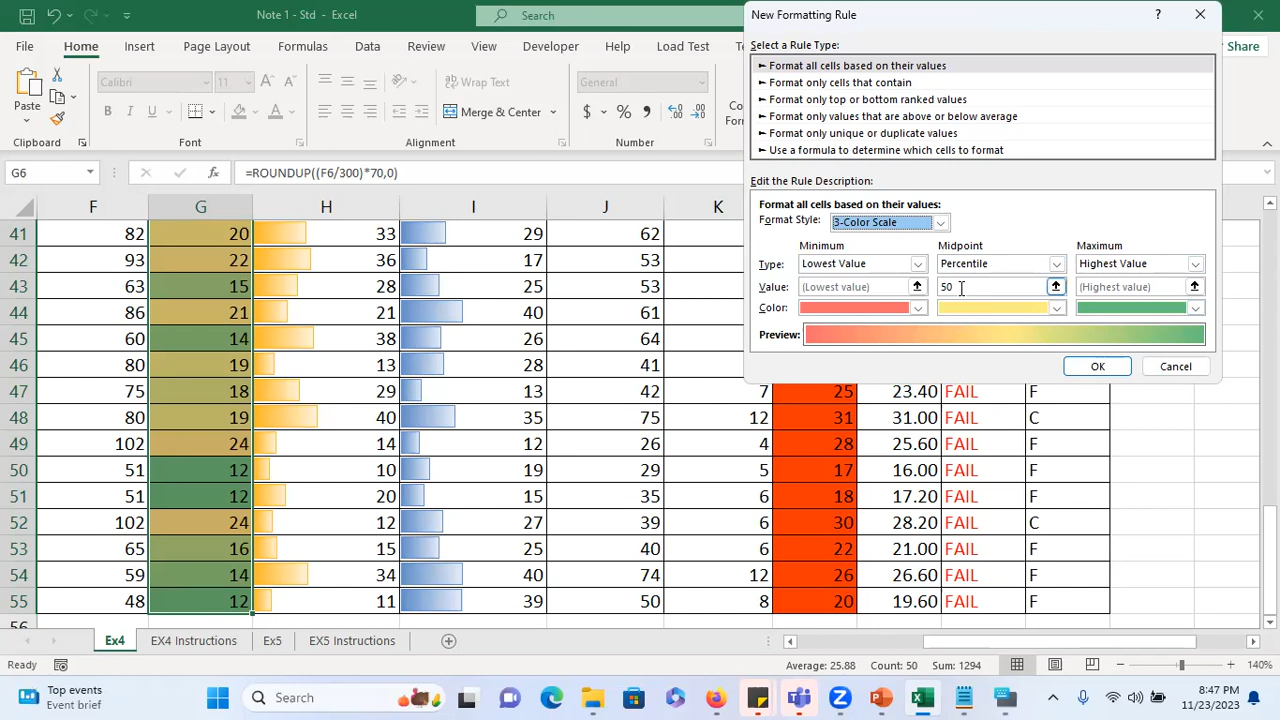 Note 1 - Std - Excel
Search
File Home Insert Page Layout Formulas Data Review View Developer Help Load Test Share
Paste
Calibri 11 A A
B I U A
Wrap Text
Merge & Center
General
$ % ,
Clipboard Font Alignment Number
New Formatting Rule ?
Select a Rule Type:
Format all cells based on their values
Format only cells that contain
Format only top or bottom ranked values
Format only values that are above or below average
Format only unique or duplicate values
Use a formula to determine which cells to format
Edit the Rule Description:
Format all cells based on their values:
Format Style: 3-Color Scale
Minimum Midpoint Maximum
Type: Lowest Value Percentile Highest Value
Value: (Lowest value) 50 (Highest value)
Color:
Preview:
OK Cancel
G6 fx =ROUNDUP((F6/300)*70,0)
F G H I J K
41 82 20 33 29 62
42 93 22 36 17 53
43 63 15 28 25 53
44 86 21 21 40 61
45 60 14 38 26 64
46 80 19 13 28 41
47 75 18 29 13 42 7 25 23.40 FAIL F
48 80 19 40 35 75 12 31 31.00 FAIL C
49 102 24 14 12 26 4 28 25.60 FAIL F
50 51 12 10 19 29 5 17 16.00 FAIL F
51 51 12 20 15 35 6 18 17.20 FAIL F
52 102 24 12 27 39 6 30 28.20 FAIL C
53 65 16 15 25 40 6 22 21.00 FAIL F
54 59 14 34 40 74 12 26 26.60 FAIL F
55 48 12 11 39 50 8 20 19.60 FAIL F
56
Ex4 EX4 Instructions Ex5 EX5 Instructions
Ready Average: 25.88 Count: 50 Sum: 1294 140%
Top events
Event brief
Search
8:47 PM
11/23/2023